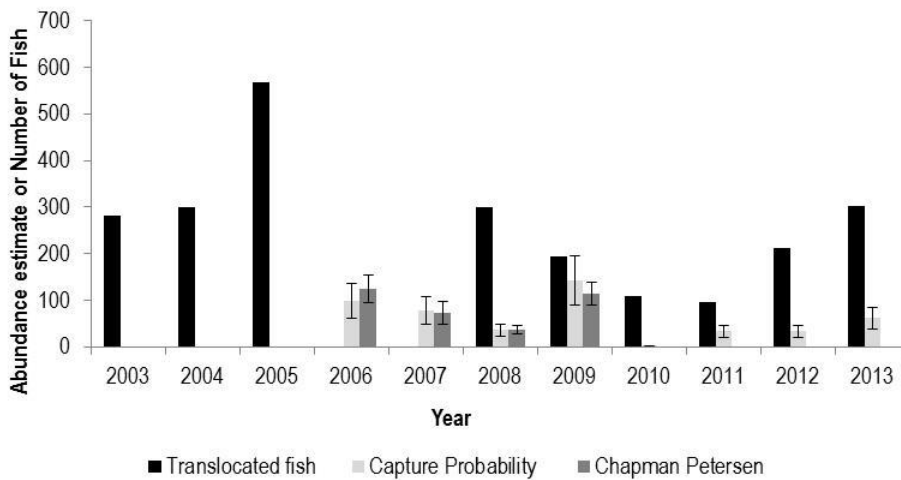 Abundance estimate or Number of Fish
700
600
500
400
300
200
100
0
2003 2004 2005 2006 2007 2008 2009 2010 2011 2012 2013
Year
Translocated fish Capture Probability Chapman Petersen